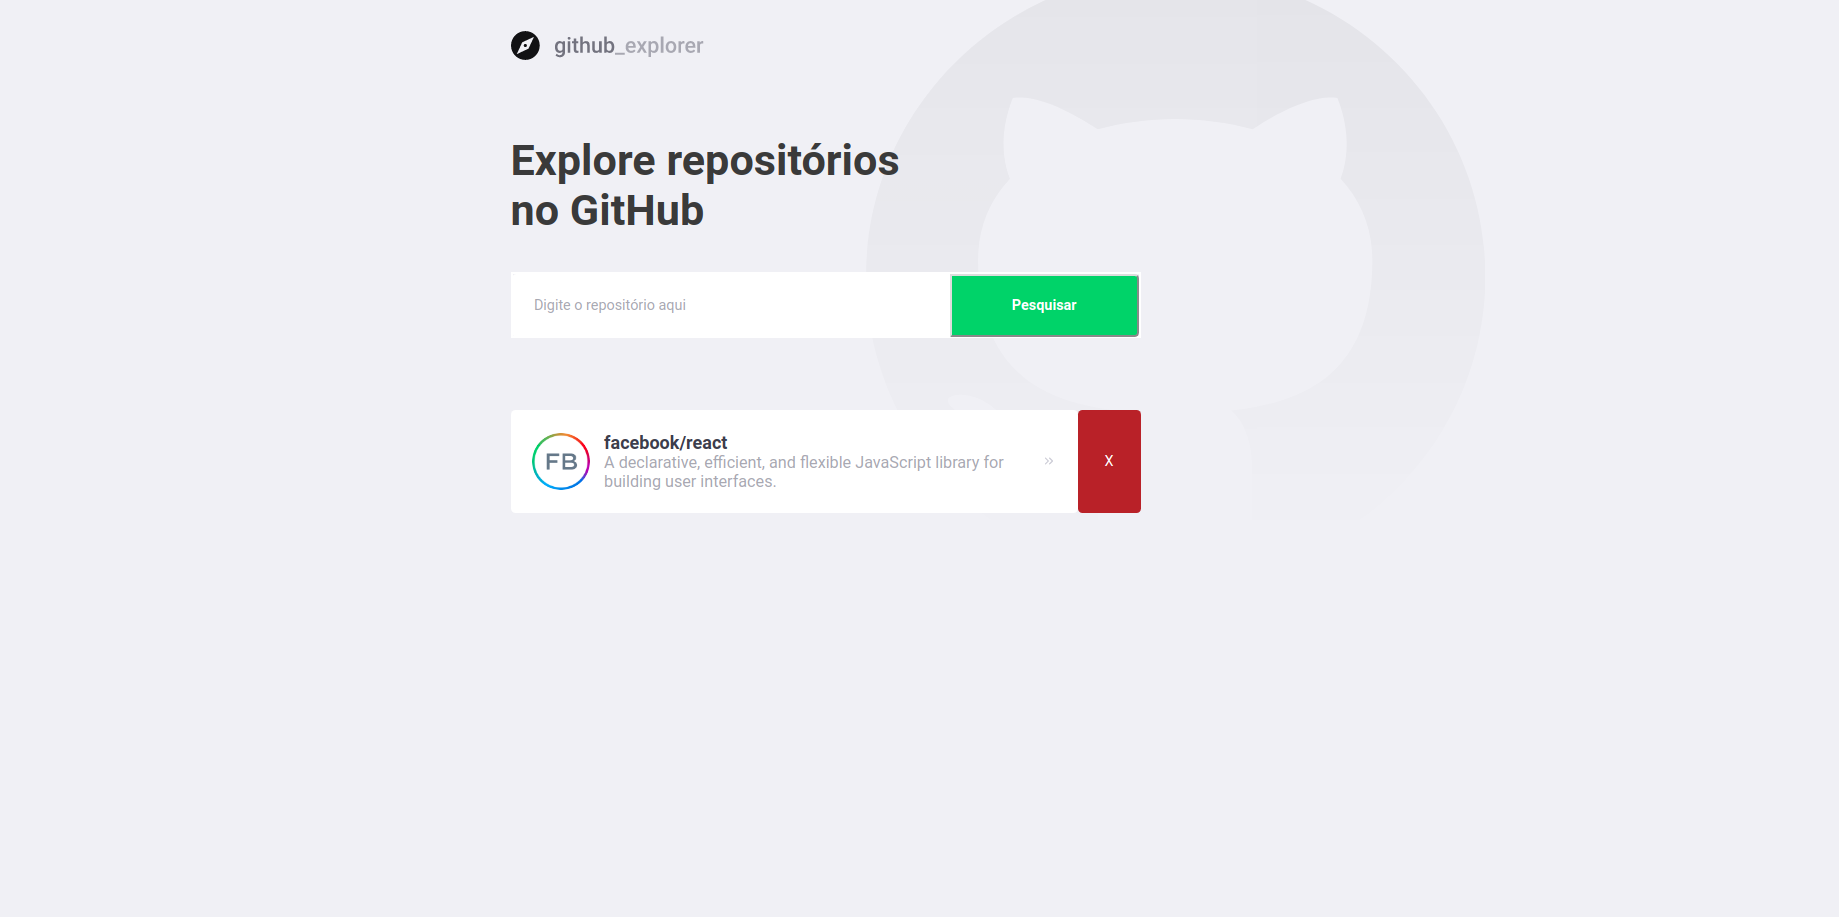 github_explorer
Explore repositórios
no GitHub
Digite o repositório aqui
Pesquisar
FB
facebook/react
A declarative, efficient, and flexible JavaScript library for
building user interfaces.
»
X